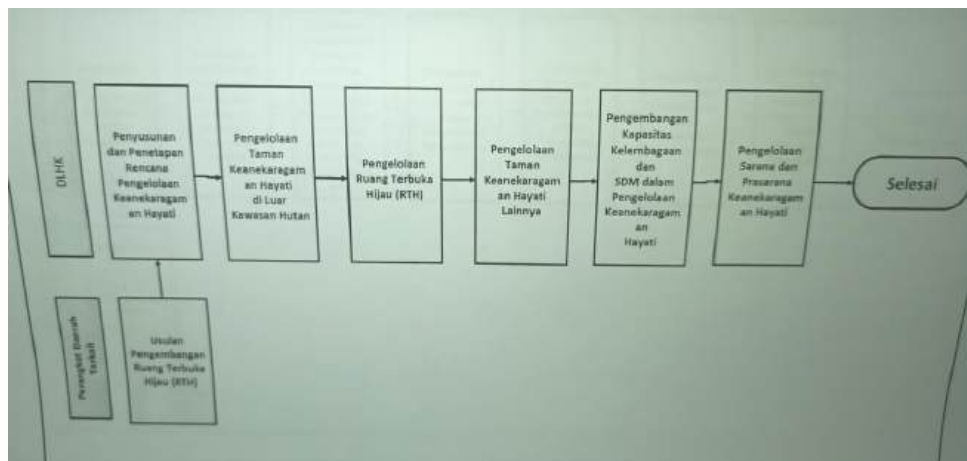 DLHK
Penyusunan
dan Penetapan
Rencana
Pengelolaan
Keanekaragam
an Hayati
Pengelolaan
Taman
Keanekaragam
an Hayati
di Luar
Kawasan Hutan
Pengelolaan
Ruang Terbuka
Hijau (RTH)
Pengelolaan
Taman
Keanekaragam
an Hayati
Lainnya
Pengembangan
Kapasitas
Kelembagaan
dan
SDM dalam
Pengelolaan
Keanekaragam
an
Hayati
Pengelolaan
Sarana dan
Prasarana
Keanekaragam
an Hayati
Selesai
Perangkat Daerah
Terkait
Usulan
Pengembangan
Ruang Terbuka
Hijau (RTH)